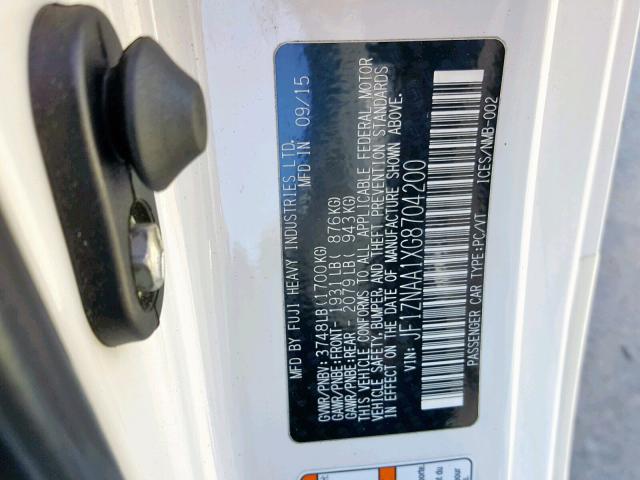 MFD BY FUJI HEAVY INDUSTRIES LTD.
MFD IN 09/15
GVWR/PNBV: 3748LB(1700KG)
GAWR/PNBE:FRONT- 1931LB( 876KG)
GAWR/PNBE:REAR - 2079LB( 943KG)
THIS VEHICLE CONFORMS TO ALL APPLICABLE FEDERAL MOTOR
VEHICLE SAFETY,BUMPER,AND THEFT PREVENTION STANDARDS
IN EFFECT ON THE DATE OF MANUFACTURE SHOWN ABOVE.
VIN: JF1ZNAA1XG8704200
PASSENGER CAR TYPE:PC/VT ICES/NMB-002